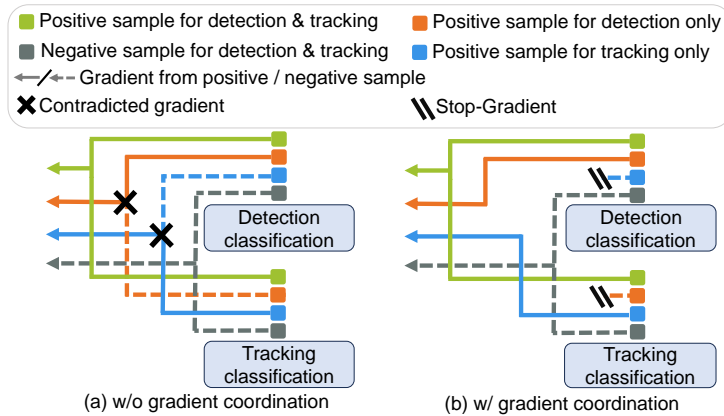 Positive sample for detection & tracking
Positive sample for detection only
Negative sample for detection & tracking
Positive sample for tracking only
Gradient from positive / negative sample
Contradicted gradient
Stop-Gradient
Detection
classification
Tracking
classification
(a) w/o gradient coordination
Detection
classification
Tracking
classification
(b) w/ gradient coordination